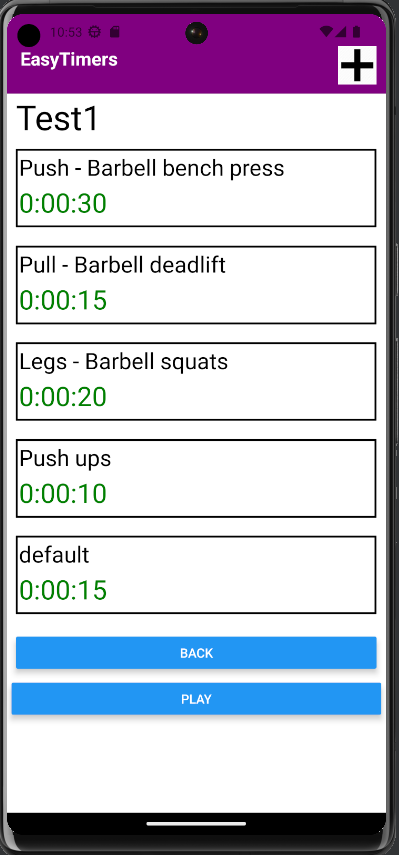 10:53
EasyTimers
Test1
Push - Barbell bench press
0:00:30
Pull - Barbell deadlift
0:00:15
Legs - Barbell squats
0:00:20
Push ups
0:00:10
default
0:00:15
BACK
PLAY